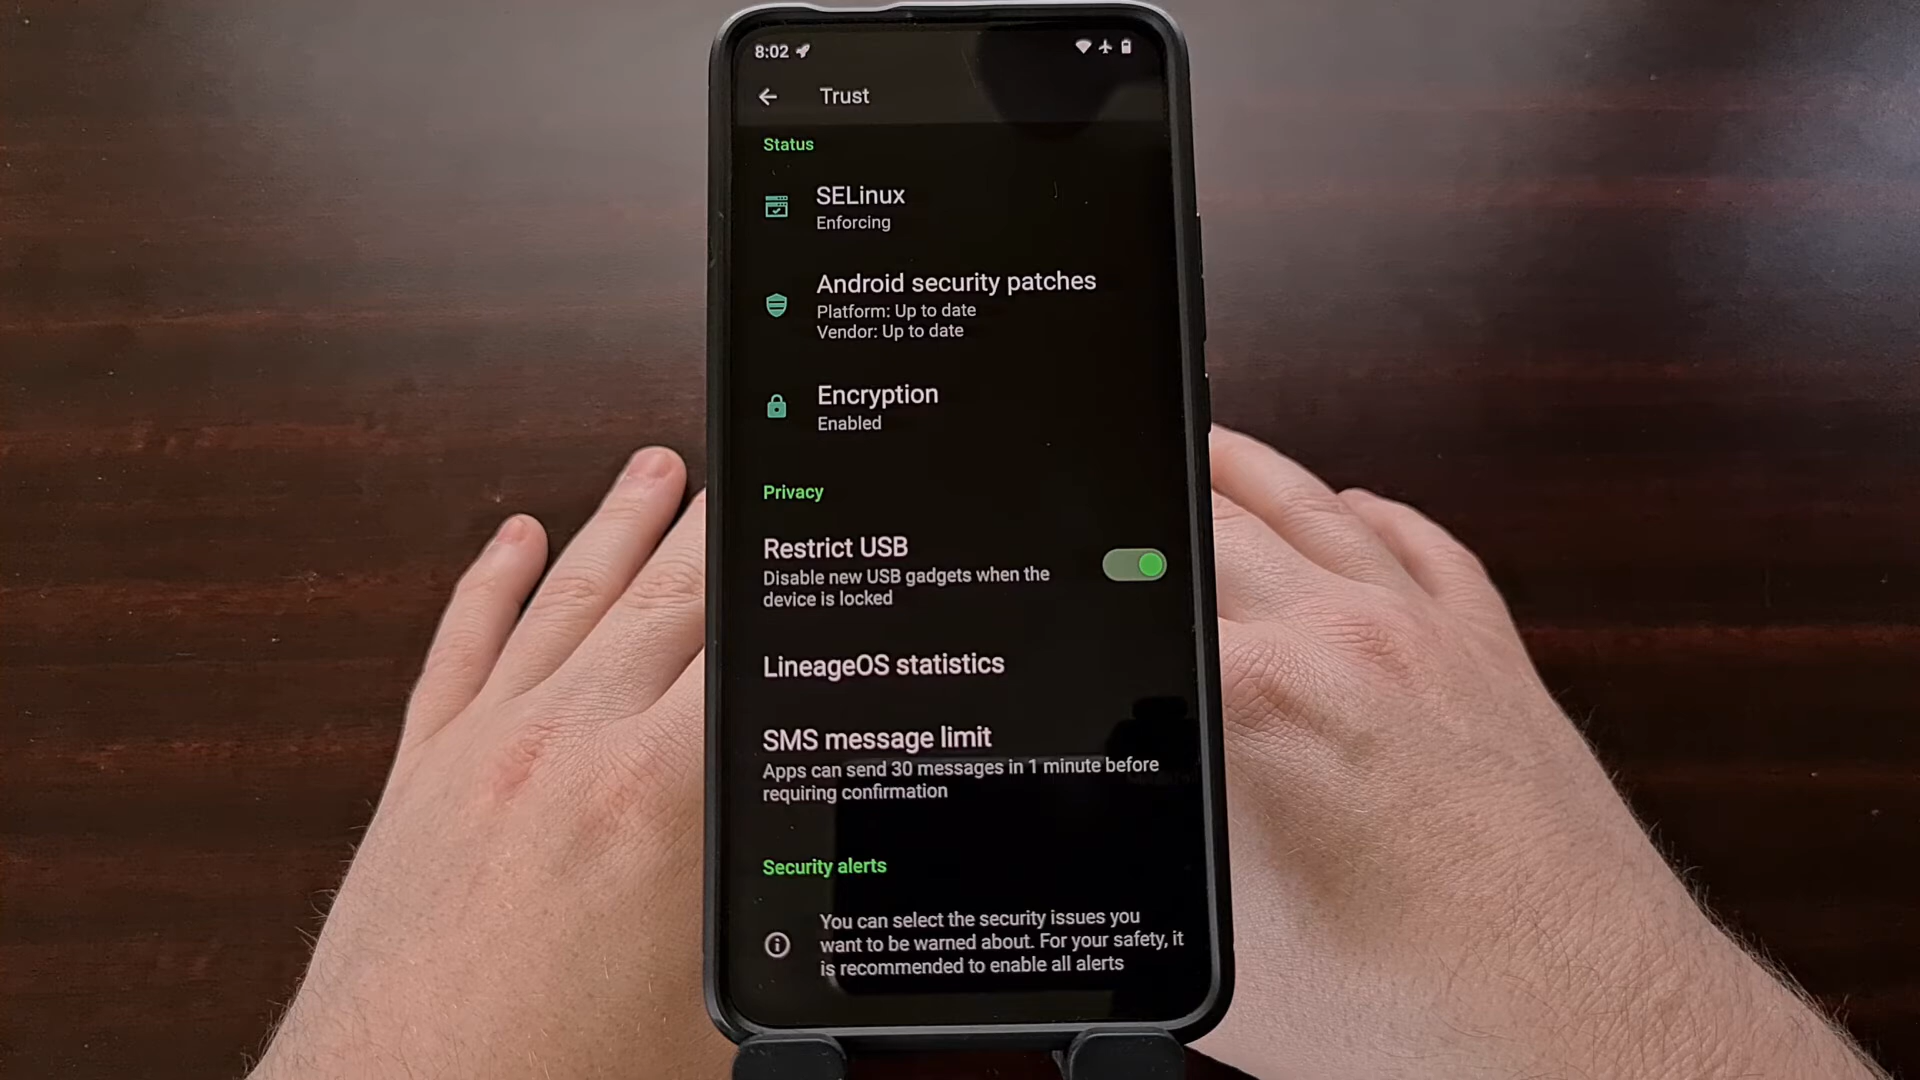 8:02
Trust
Status
SELinux
Enforcing
Android security patches
Platform: Up to date
Vendor: Up to date
Encryption
Enabled
Privacy
Restrict USB
Disable new USB gadgets when the
device is locked
LineageOS statistics
SMS message limit
Apps can send 30 messages in 1 minute before
requiring confirmation
Security alerts
You can select the security issues you
want to be warned about. For your safety, it
is recommended to enable all alerts